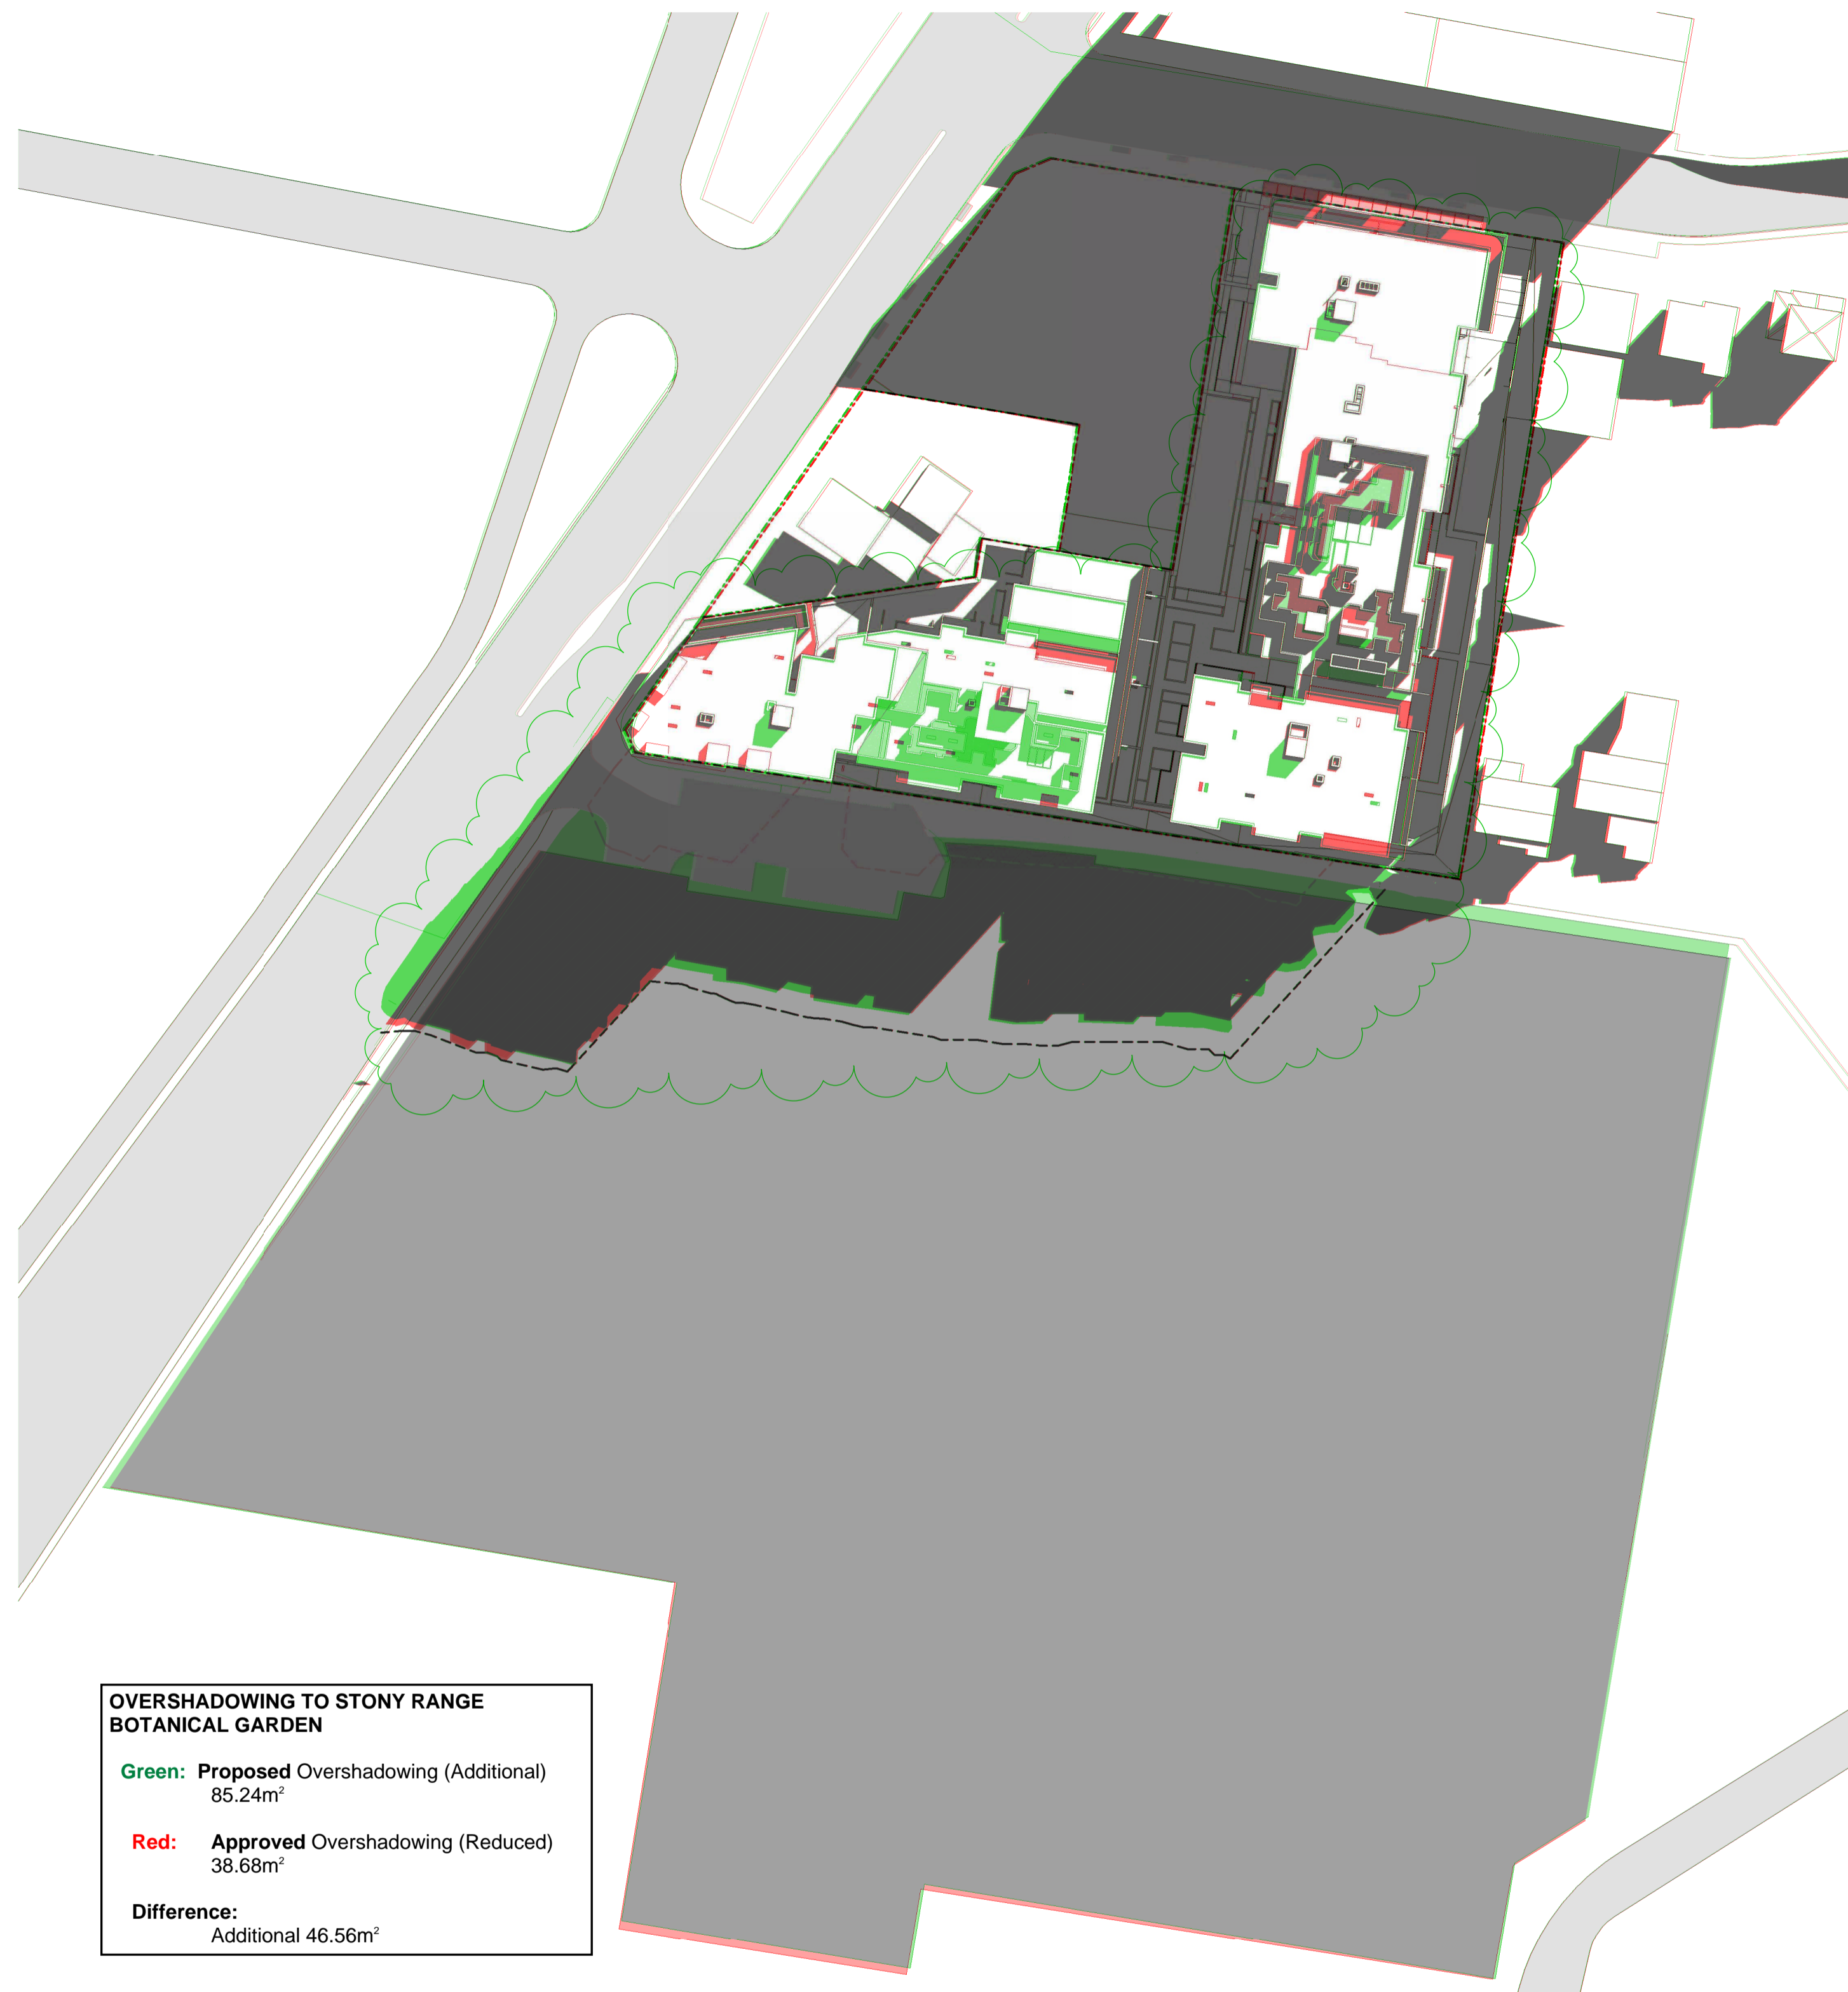 OVERSHADOWING TO STONY RANGE
BOTANICAL GARDEN
Green: Proposed Overshadowing (Additional)
85.24m²
Red: Approved Overshadowing (Reduced)
38.68m²
Difference:
Additional 46.56m²